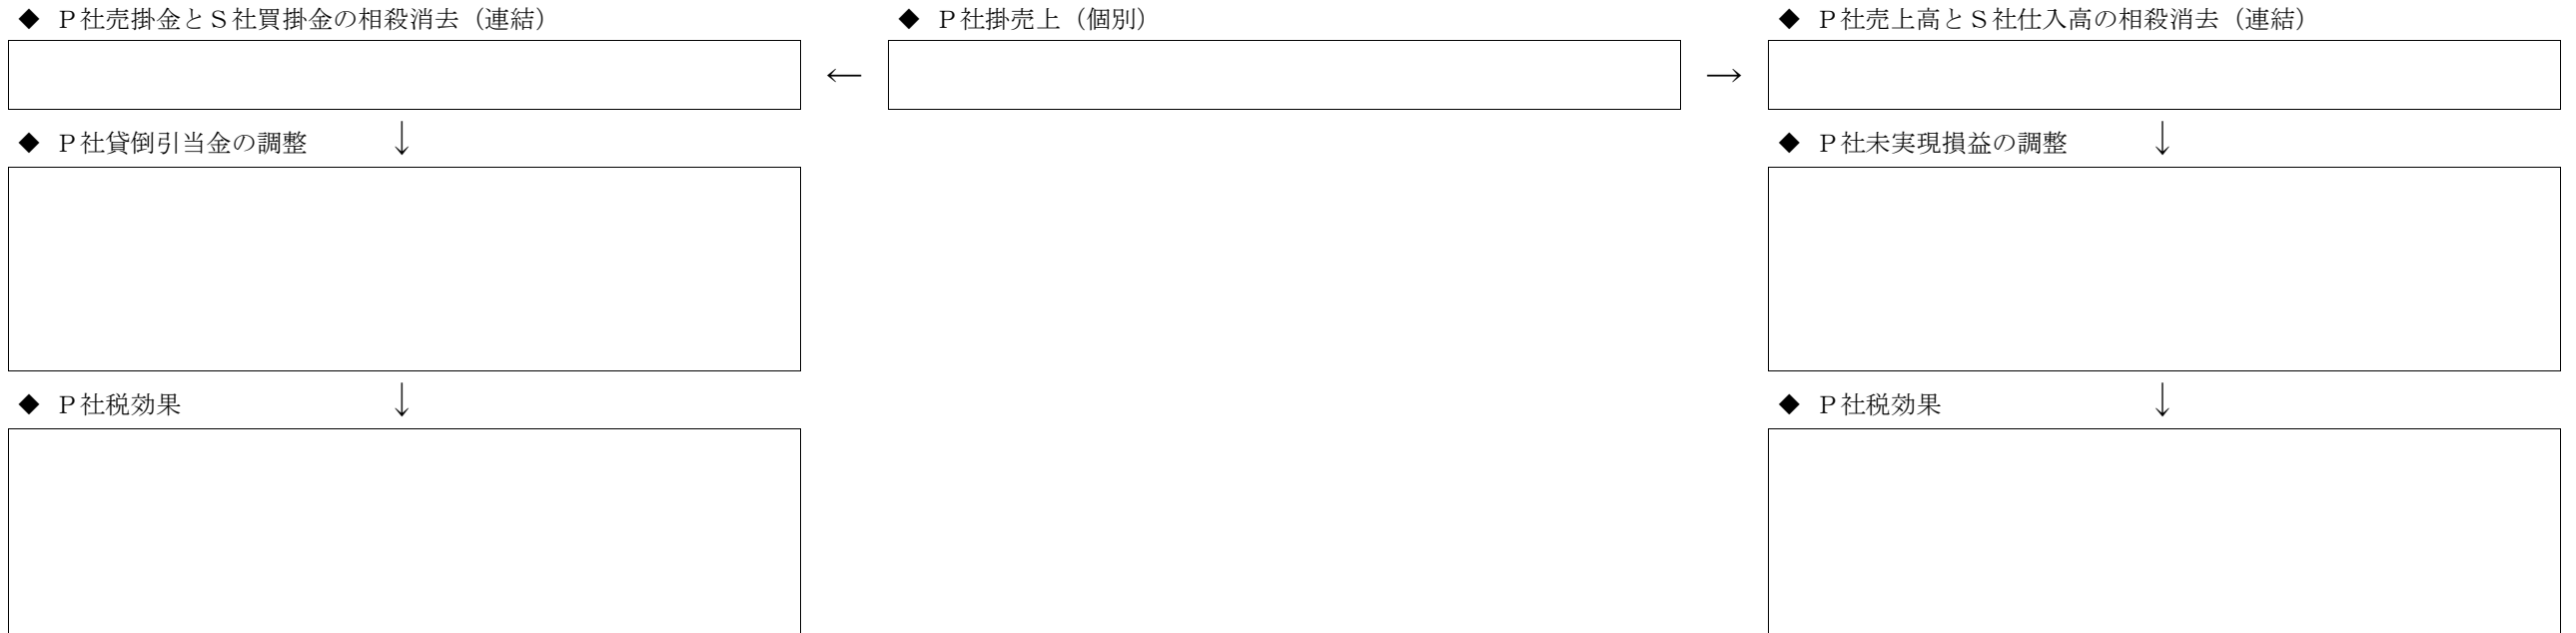 ◆ Ｐ社売掛金とＳ社買掛金の相殺消去（連結）
◆ Ｐ社掛売上（個別）
◆ Ｐ社売上高とＳ社仕入高の相殺消去（連結）
←
→
◆ Ｐ社貸倒引当金の調整 ↓
◆ Ｐ社未実現損益の調整 ↓
◆ Ｐ社税効果 ↓
◆ Ｐ社税効果 ↓